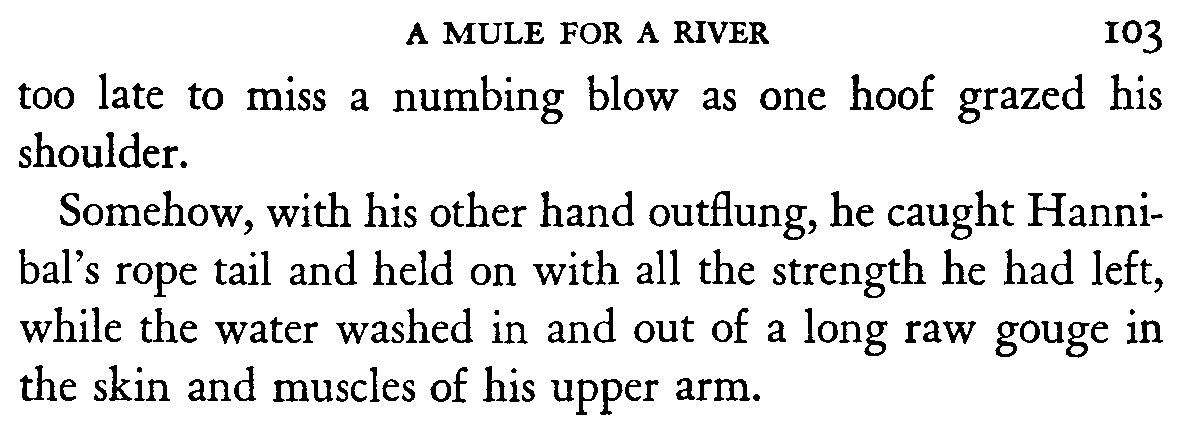 A MULE FOR A RIVER 103
too late to miss a numbing blow as one hoof grazed his
shoulder.
Somehow, with his other hand outflung, he caught Hanni-
bal's rope tail and held on with all the strength he had left,
while the water washed in and out of a long raw gouge in
the skin and muscles of his upper arm.